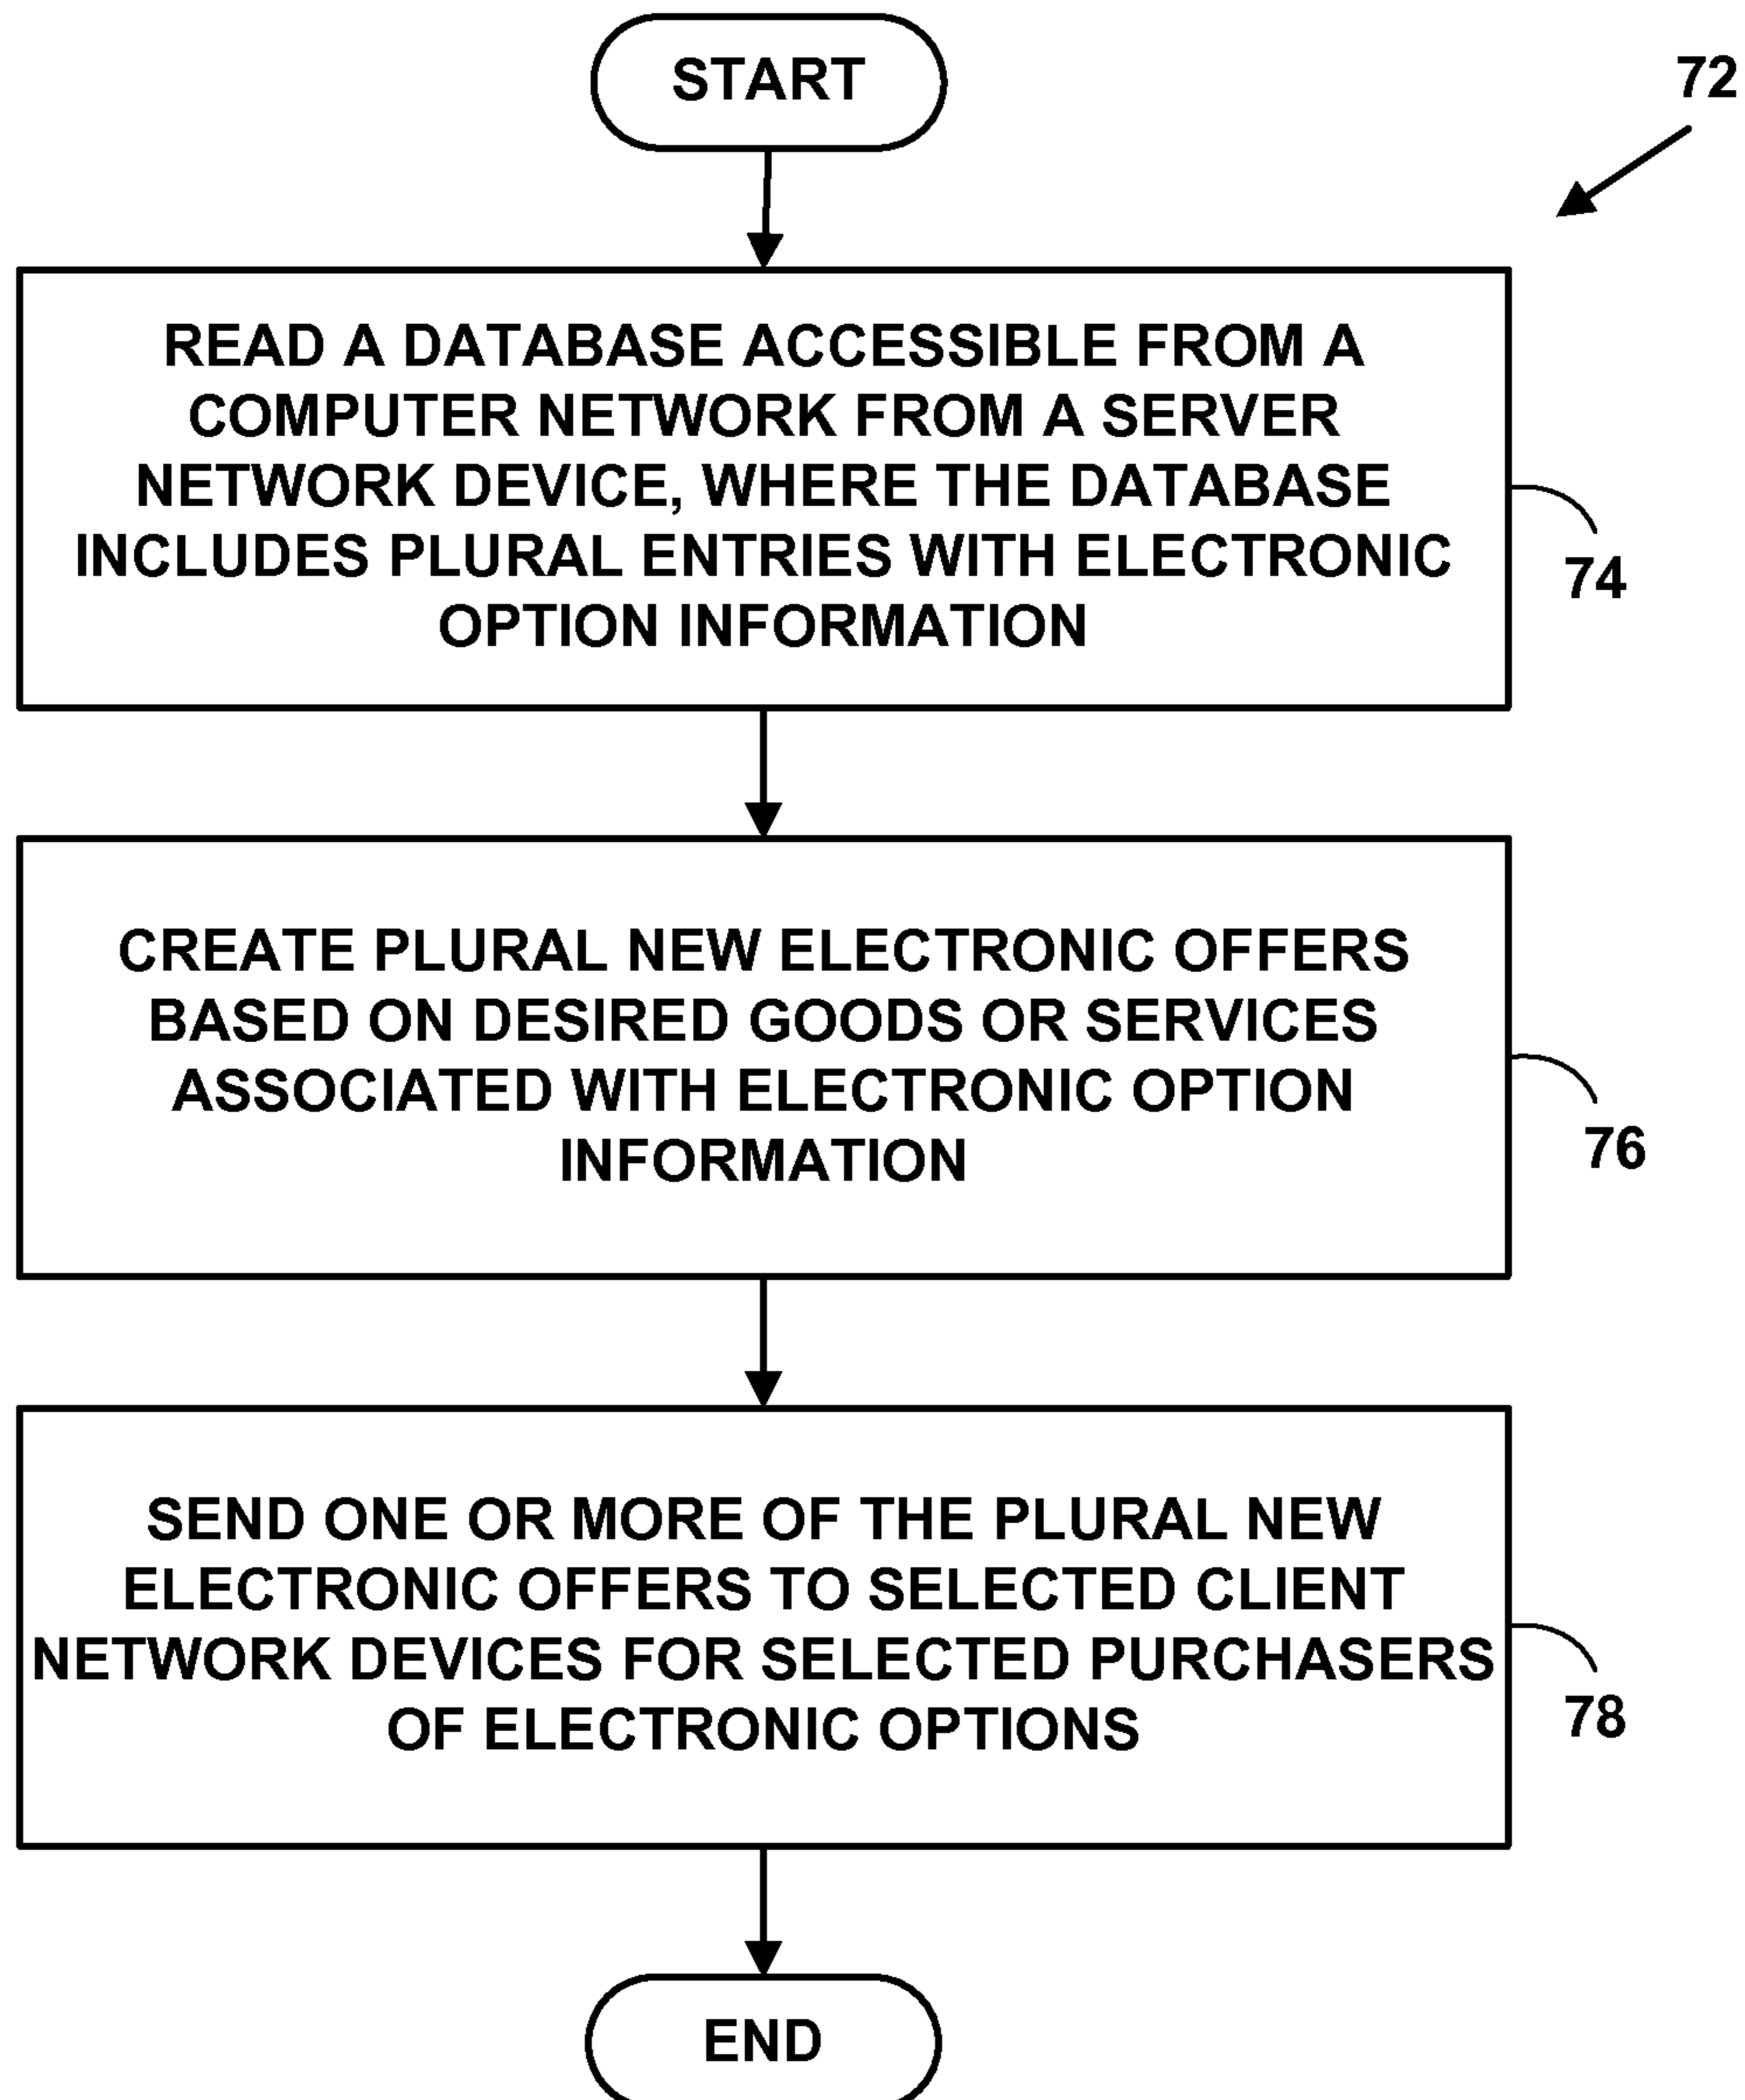 START
72
READ A DATABASE ACCESSIBLE FROM A
COMPUTER NETWORK FROM A SERVER
NETWORK DEVICE, WHERE THE DATABASE
INCLUDES PLURAL ENTRIES WITH ELECTRONIC
OPTION INFORMATION
74
CREATE PLURAL NEW ELECTRONIC OFFERS
BASED ON DESIRED GOODS OR SERVICES
ASSOCIATED WITH ELECTRONIC OPTION
INFORMATION
76
SEND ONE OR MORE OF THE PLURAL NEW
ELECTRONIC OFFERS TO SELECTED CLIENT
NETWORK DEVICES FOR SELECTED PURCHASERS
OF ELECTRONIC OPTIONS
78
END